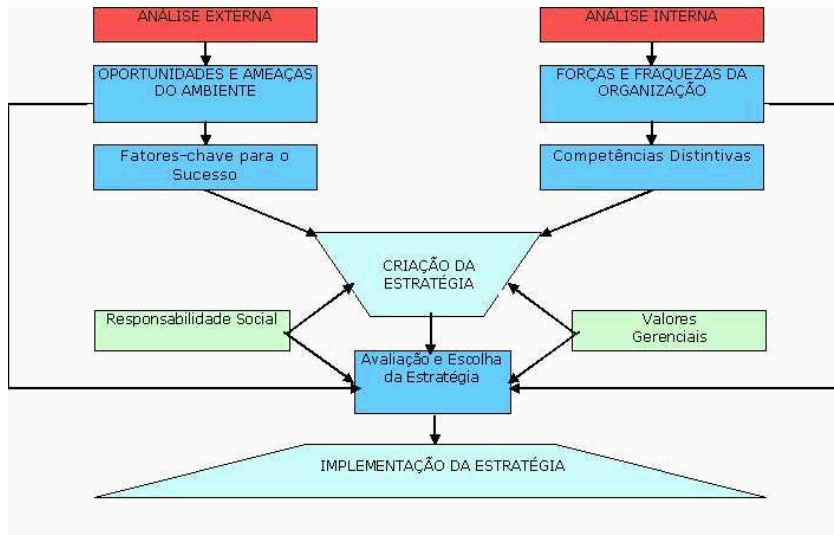 ANÁLISE EXTERNA
ANÁLISE INTERNA
OPORTUNIDADES E AMEAÇAS
DO AMBIENTE
FORÇAS E FRAQUEZAS DA
ORGANIZAÇÃO
Fatores-chave para o
Sucesso
Competências Distintivas
CRIAÇÃO DA
ESTRATÉGIA
Responsabilidade Social
Valores
Gerenciais
Avaliação e Escolha
da Estratégia
IMPLEMENTAÇÃO DA ESTRATÉGIA